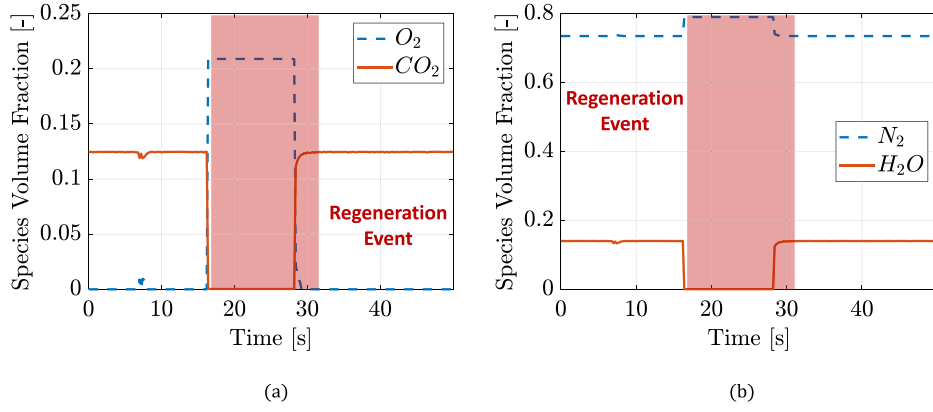 0.25
0.2
0.15
0.1
0.05
0
0
10
20
30
40
Species Volume Fraction [-]
Time [s]
O2
CO2
Regeneration
Event
(a)
0.8
0.6
0.4
0.2
0
0
10
20
30
40
Species Volume Fraction [-]
Time [s]
Regeneration
Event
N2
H2O
(b)